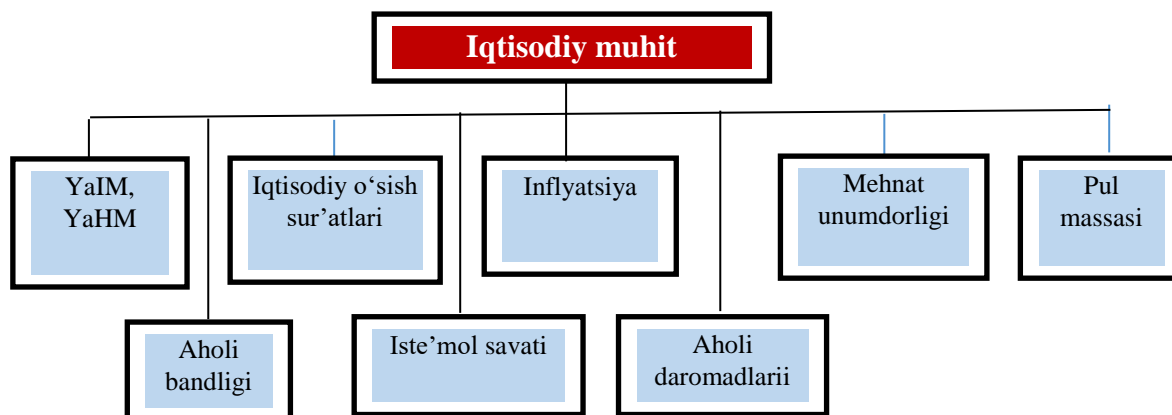 Iqtisodiy muhit
YaIM,
YaHM
Iqtisodiy o‘sish
sur’atlari
Inflyatsiya
Mehnat
unumdorligi
Pul
massasi
Aholi
bandligi
Iste’mol savati
Aholi
daromadlarii